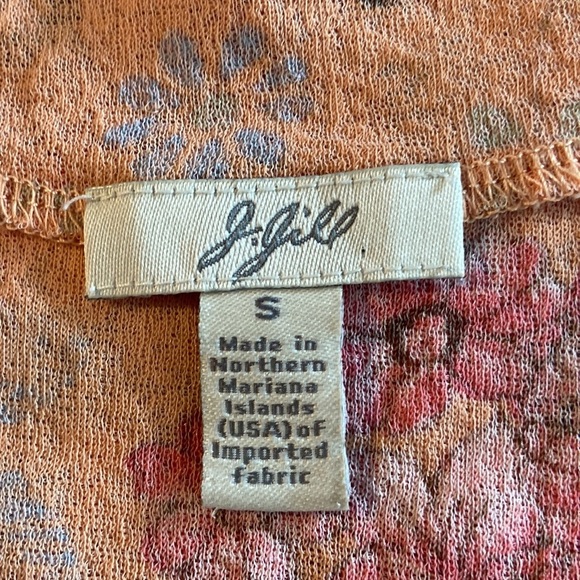 J.Jill
S
Made in
Northern
Mariana
Islands
(USA) of
Imported
fabric